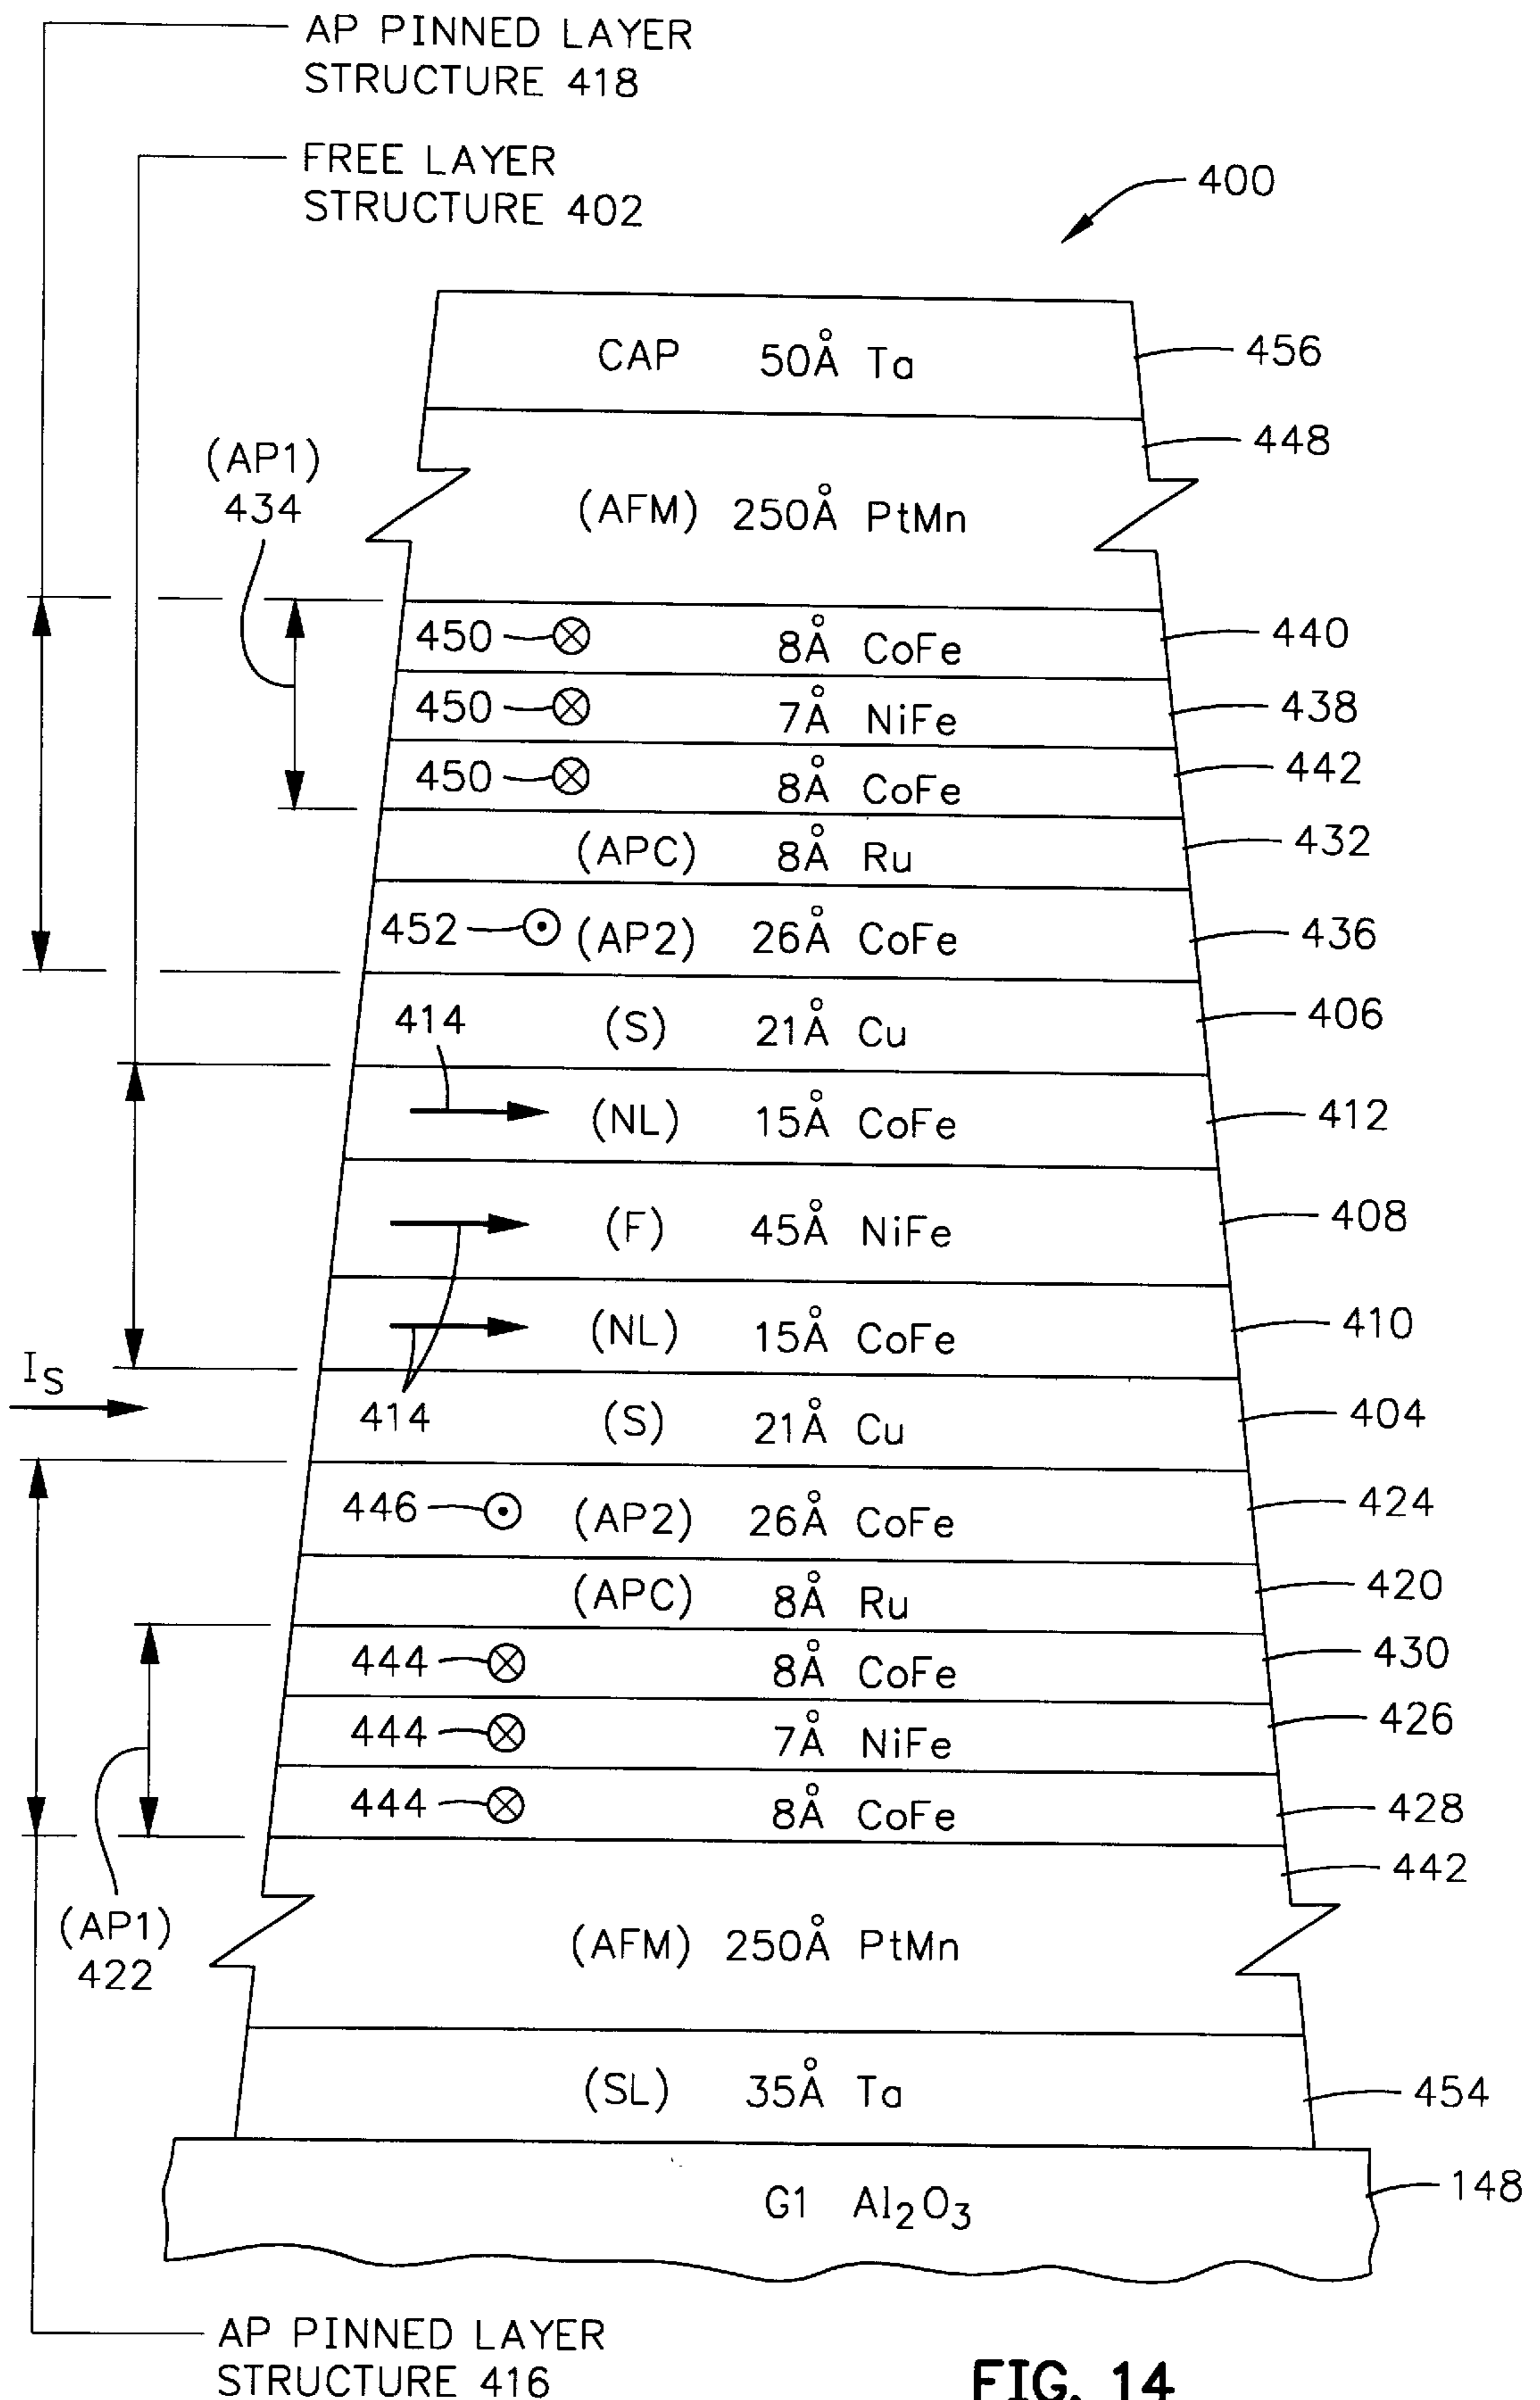 AP PINNED LAYER
STRUCTURE 418
FREE LAYER
STRUCTURE 402
400
CAP 50Å Ta 456
448
(AP1)
434
(AFM) 250Å PtMn
450 8Å CoFe 440
450 7Å NiFe 438
450 8Å CoFe 442
(APC) 8Å Ru 432
452 (AP2) 26Å CoFe 436
414 (S) 21Å Cu 406
(NL) 15Å CoFe 412
(F) 45Å NiFe 408
(NL) 15Å CoFe 410
IS
414 (S) 21Å Cu 404
446 (AP2) 26Å CoFe 424
(APC) 8Å Ru 420
444 8Å CoFe 430
444 7Å NiFe 426
444 8Å CoFe 428
442
(AP1)
422
(AFM) 250Å PtMn
(SL) 35Å Ta 454
G1 Al2O3 148
AP PINNED LAYER
STRUCTURE 416
FIG. 14